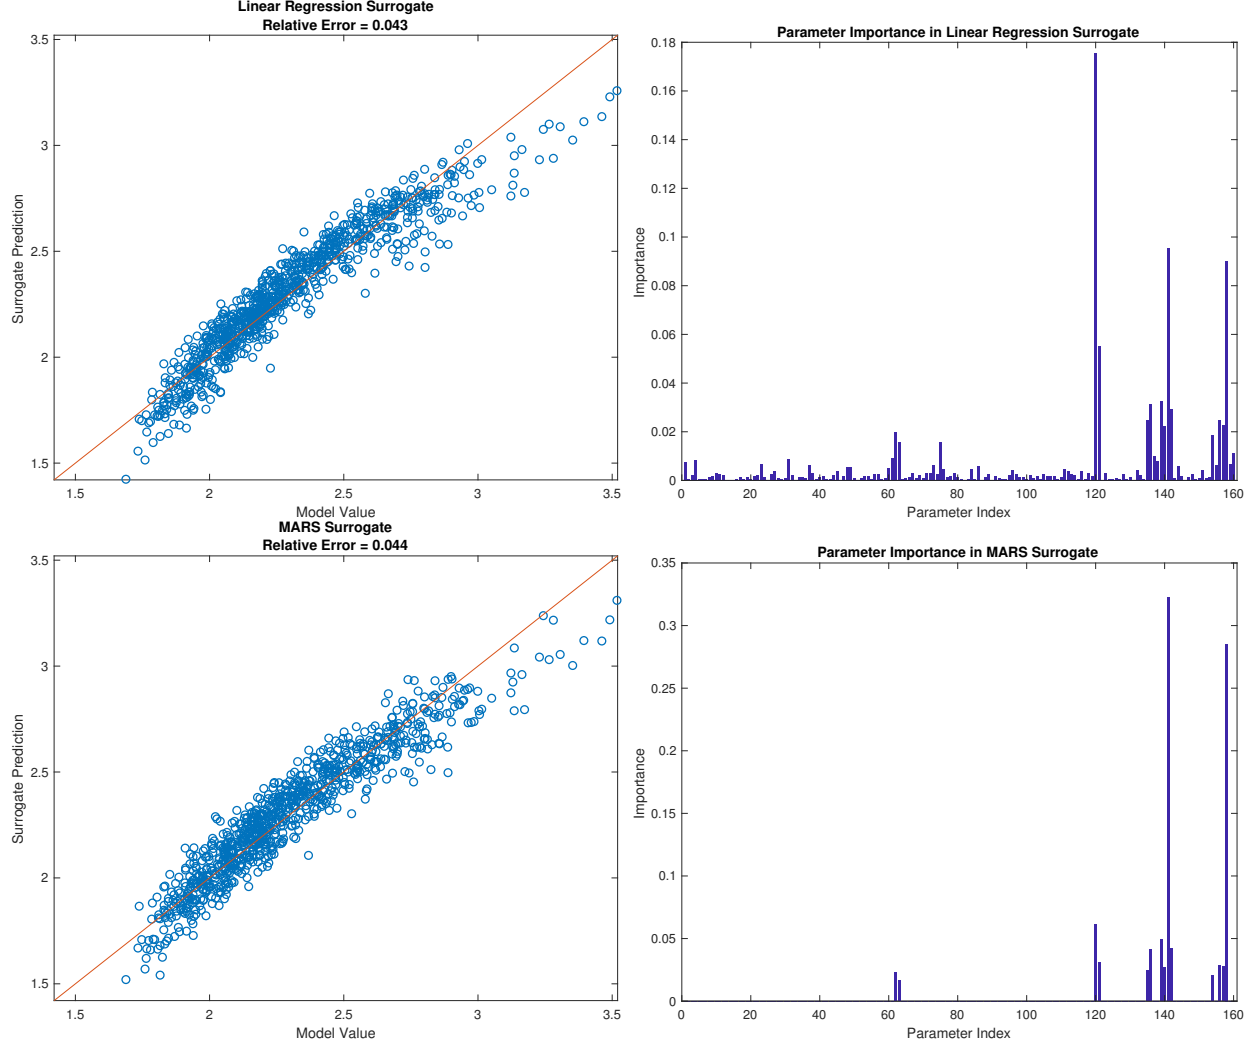 Linear Regression Surrogate
Relative Error = 0.043
3.5
3
2.5
2
1.5
Surrogate Prediction
1.5 2 2.5 3 3.5
Model Value
Parameter Importance in Linear Regression Surrogate
0.18
0.16
0.14
0.12
0.1
0.08
0.06
0.04
0.02
0
Importance
0 20 40 60 80 100 120 140 160
Parameter Index
MARS Surrogate
Relative Error = 0.044
3.5
3
2.5
2
1.5
Surrogate Prediction
1.5 2 2.5 3 3.5
Model Value
Parameter Importance in MARS Surrogate
0.35
0.3
0.25
0.2
0.15
0.1
0.05
0
Importance
0 20 40 60 80 100 120 140 160
Parameter Index